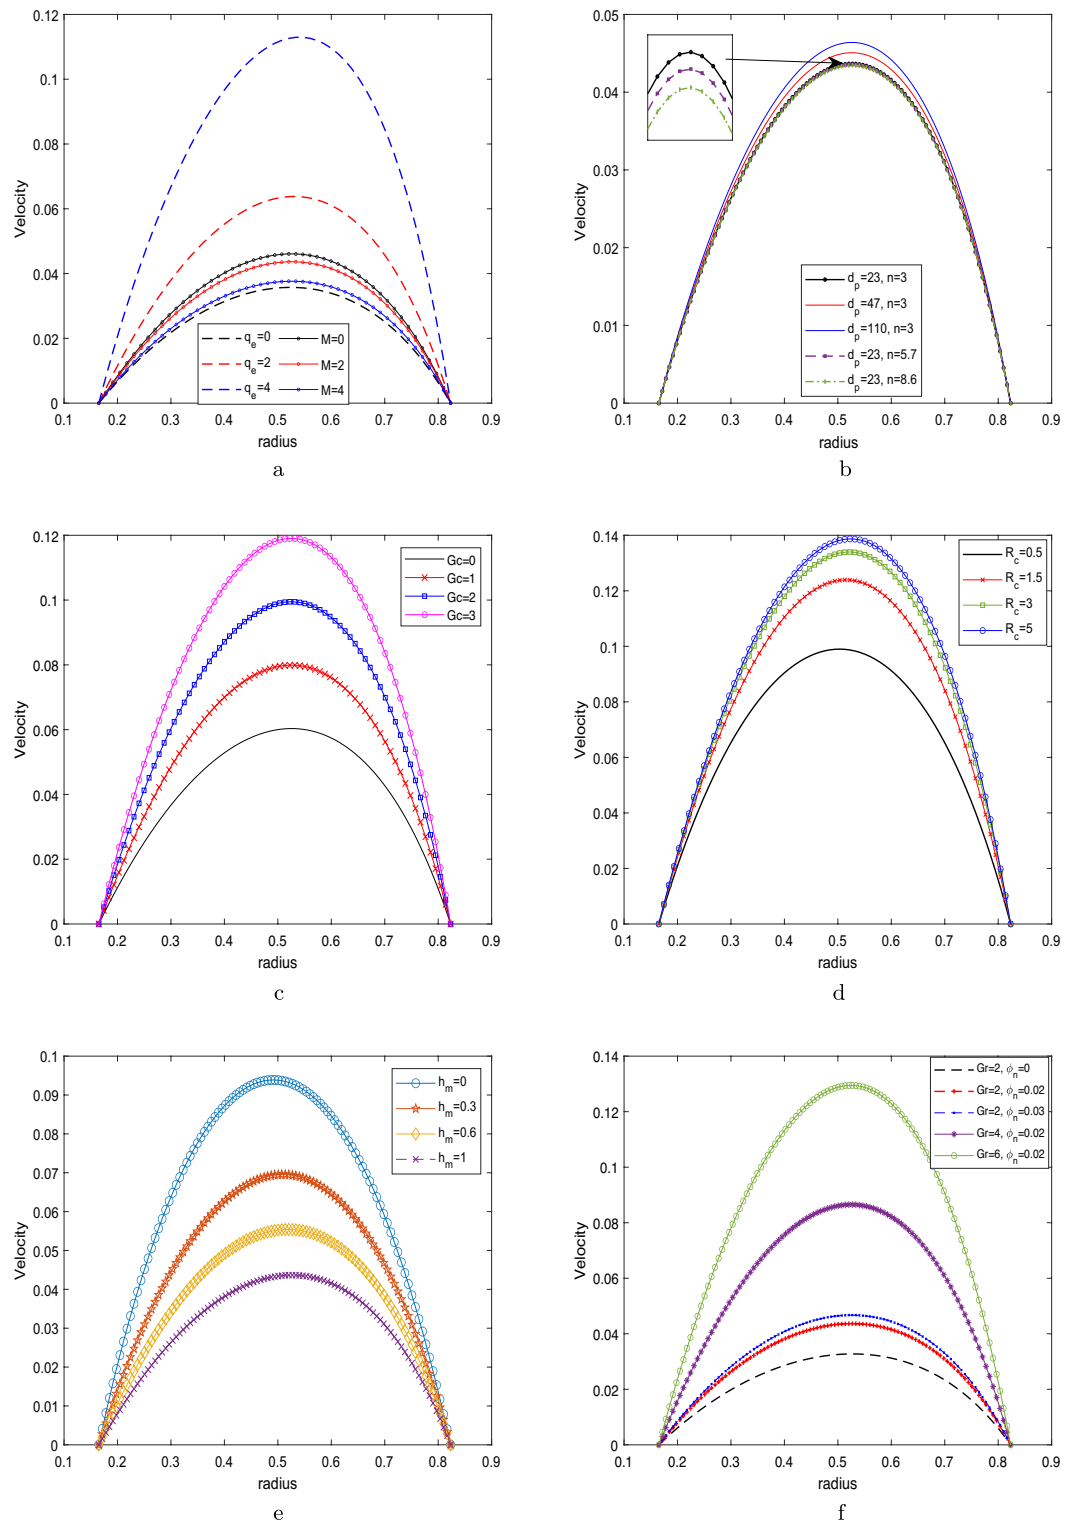 0.12
0.1
0.08
0.06
0.04
0.02
0
Velocity
q_e=0 M=0
q_e=2 M=2
q_e=4 M=4
0.1 0.2 0.3 0.4 0.5 0.6 0.7 0.8 0.9
radius
a
0.05
0.04
0.03
0.02
0.01
0
Velocity
d_p=23, n=3
d_p=47, n=3
d_p=110, n=3
d_p=23, n=5.7
d_p=23, n=8.6
0.1 0.2 0.3 0.4 0.5 0.6 0.7 0.8 0.9
radius
b
0.12
0.1
0.08
0.06
0.04
0.02
0
Velocity
Gc=0
Gc=1
Gc=2
Gc=3
0.1 0.2 0.3 0.4 0.5 0.6 0.7 0.8 0.9
radius
c
0.14
0.12
0.1
0.08
0.06
0.04
0.02
0
Velocity
R_c=0.5
R_c=1.5
R_c=3
R_c=5
0.1 0.2 0.3 0.4 0.5 0.6 0.7 0.8 0.9
radius
d
0.1
0.09
0.08
0.07
0.06
0.05
0.04
0.03
0.02
0.01
0
Velocity
h_m=0
h_m=0.3
h_m=0.6
h_m=1
0.1 0.2 0.3 0.4 0.5 0.6 0.7 0.8 0.9
radius
e
0.14
0.12
0.1
0.08
0.06
0.04
0.02
0
Velocity
Gr=2, ϕ_n=0
Gr=2, ϕ_n=0.02
Gr=2, ϕ_n=0.03
Gr=4, ϕ_n=0.02
Gr=6, ϕ_n=0.02
0.1 0.2 0.3 0.4 0.5 0.6 0.7 0.8 0.9
radius
f